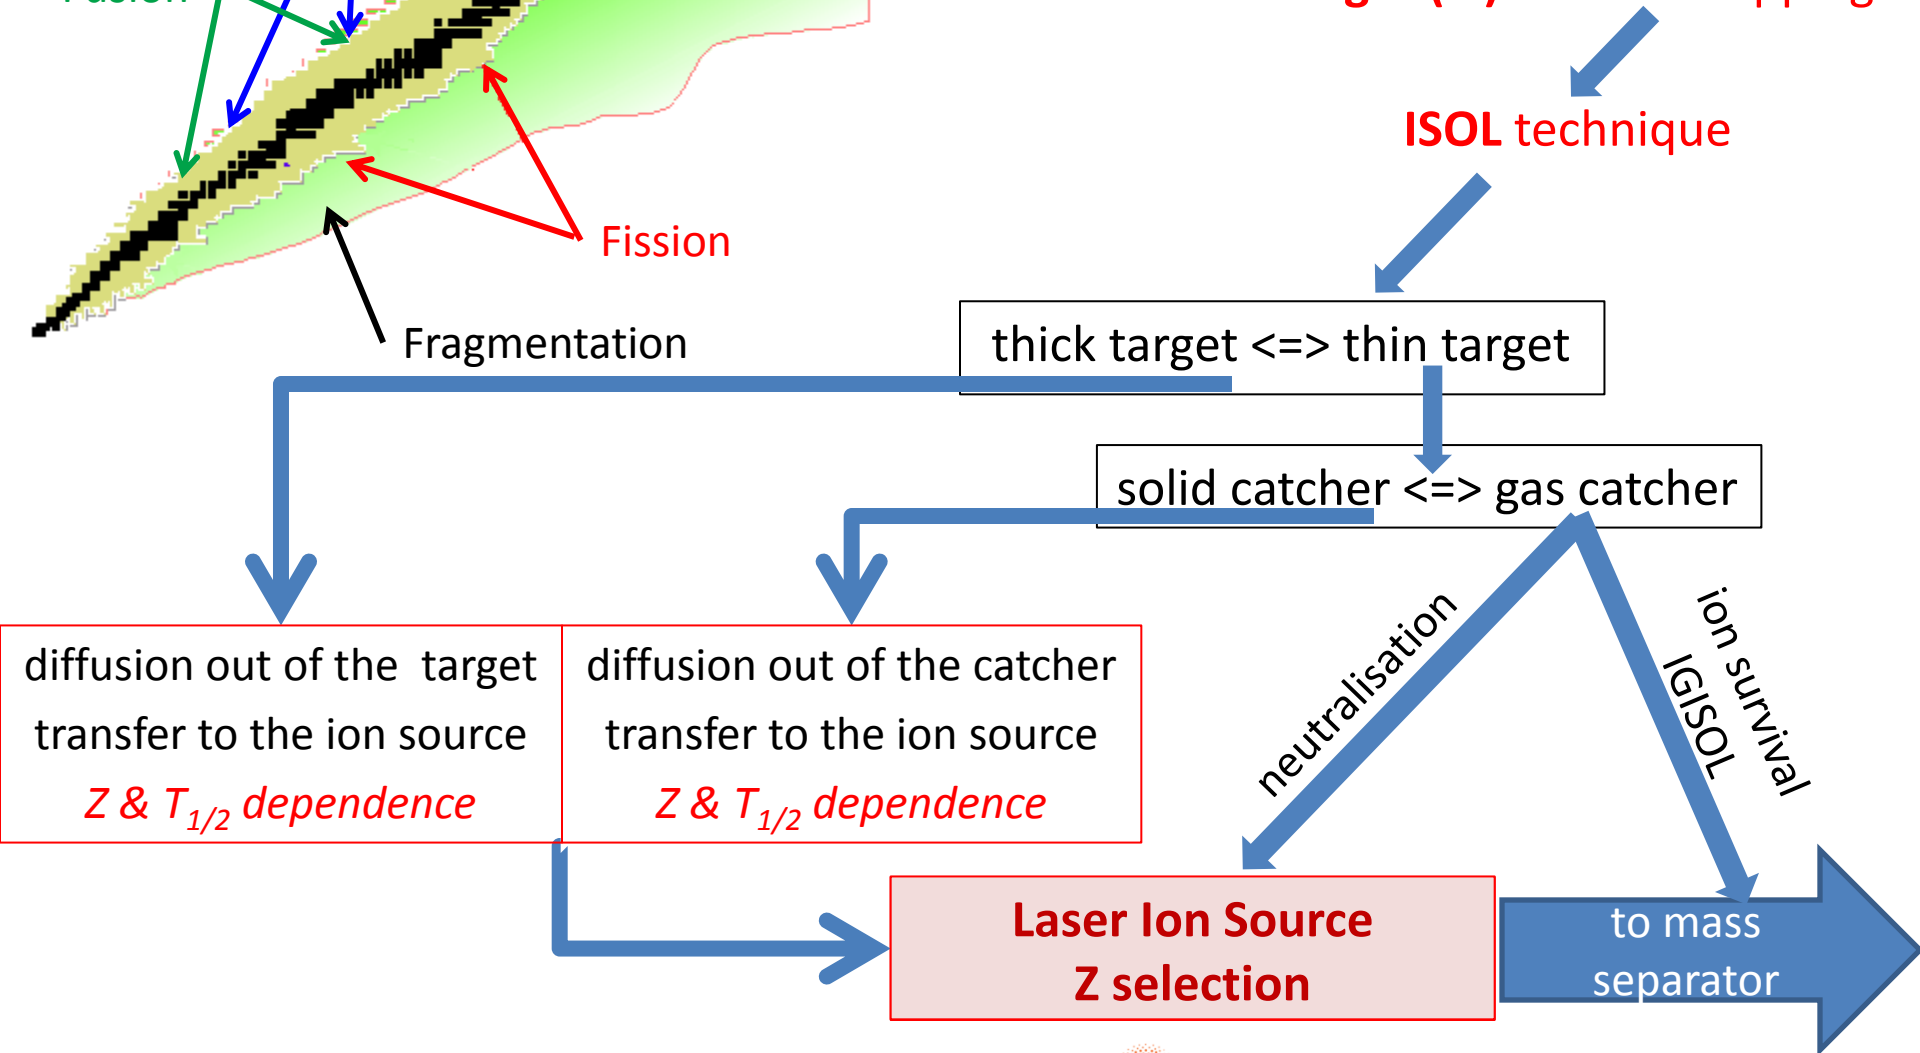 ISOL technique
Fission
Fragmentation
thick target <=> thin target
solid catcher <=> gas catcher
diffusion out of the target
transfer to the ion source
Z & T1/2 dependence
diffusion out of the catcher
transfer to the ion source
Z & T1/2 dependence
neutralisation
ion survival
IGISOL
Laser Ion Source
Z selection
to mass
separator